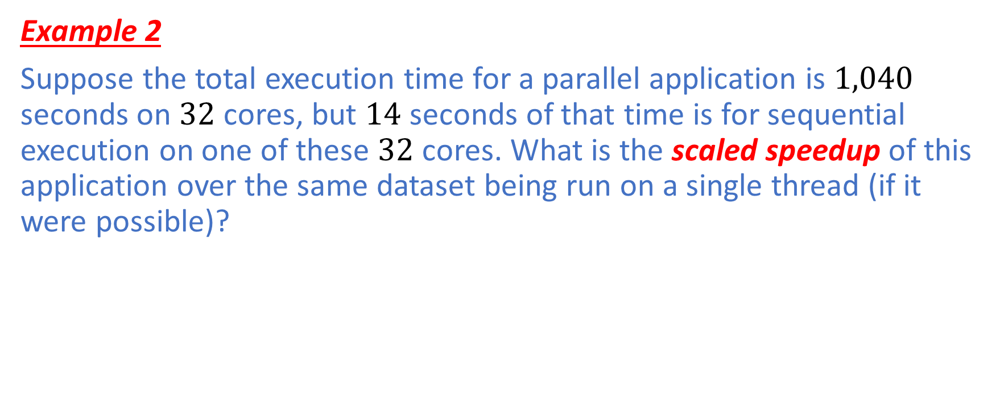 Example 2
Suppose the total execution time for a parallel application is 1,040
seconds on 32 cores, but 14 seconds of that time is for sequential
execution on one of these 32 cores. What is the scaled speedup of this
application over the same dataset being run on a single thread (if it
were possible)?